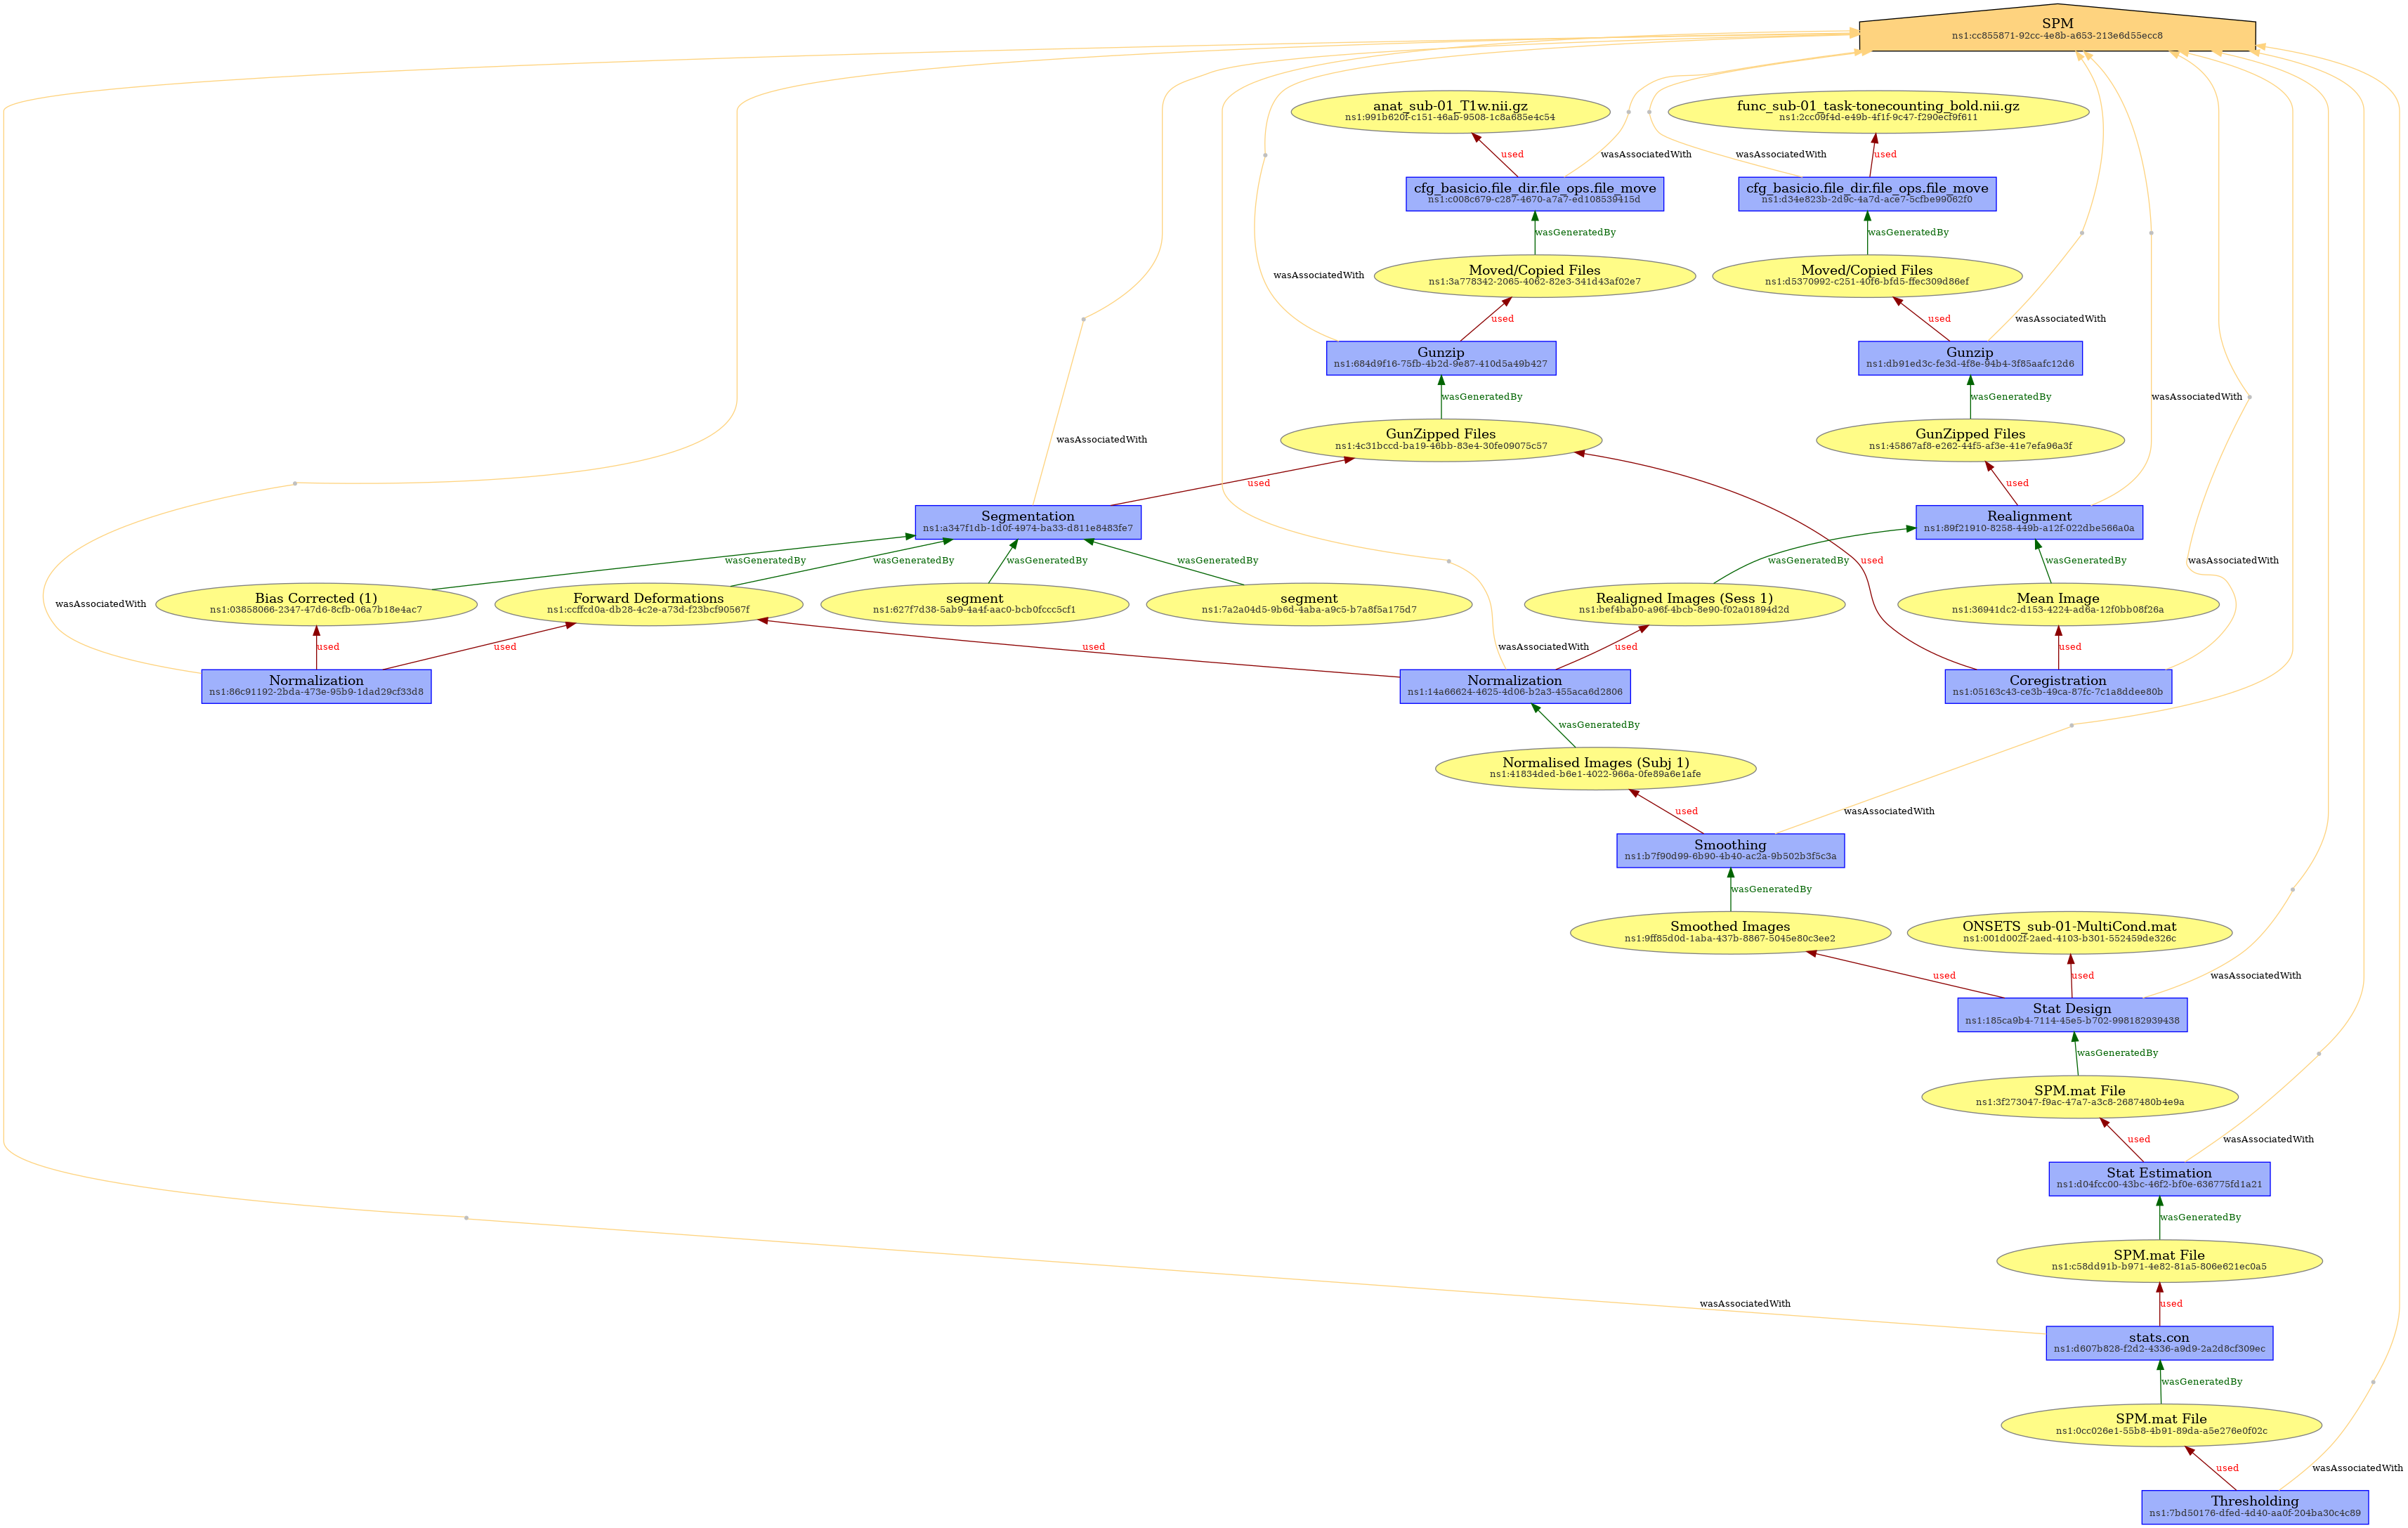 SPM
ns1:cc855871-92cc-4e8b-a653-213e6d55ecc8
anat_sub-01_T1w.nii.gz
ns1:991b620f-c151-46ab-9508-1c8a685e4c54
func_sub-01_task-tonecounting_bold.nii.gz
ns1:2cc09f4d-e49b-4f1f-9c47-f290ecf9f611
used
wasAssociatedWith
wasAssociatedWith
used
cfg_basicio.file_dir.file_ops.file_move
ns1:c008c679-c287-4670-a7a7-ed108539415d
cfg_basicio.file_dir.file_ops.file_move
ns1:d34e823b-2d9c-4a7d-ace7-5cfbe99062f0
wasGeneratedBy
wasGeneratedBy
wasAssociatedWith
Moved/Copied Files
ns1:3a778342-2065-4062-82e3-341d43af02e7
Moved/Copied Files
ns1:d5370992-c251-40f6-bfd5-ffec309d86ef
used
used
wasAssociatedWith
Gunzip
ns1:684d9f16-75fb-4b2d-9e87-410d5a49b427
Gunzip
ns1:db91ed3c-fe3d-4f8e-94b4-3f85aafc12d6
wasGeneratedBy
wasGeneratedBy
wasAssociatedWith
wasAssociatedWith
GunZipped Files
ns1:4c31bccd-ba19-46bb-83e4-30fe09075c57
GunZipped Files
ns1:45867af8-e262-44f5-af3e-41e7efa96a3f
used
used
Segmentation
ns1:a347f1db-1d0f-4974-ba33-d811e8483fe7
Realignment
ns1:89f21910-8258-449b-a12f-022dbe566a0a
wasGeneratedBy
wasGeneratedBy
wasGeneratedBy
wasGeneratedBy
wasGeneratedBy
used
wasGeneratedBy
wasAssociatedWith
wasAssociatedWith
Bias Corrected (1)
ns1:03858066-2347-47d6-8cfb-06a7b18e4ac7
Forward Deformations
ns1:ccffcd0a-db28-4c2e-a73d-f23bcf90567f
segment
ns1:627f7d38-5ab9-4a4f-aac0-bcb0fccc5cf1
segment
ns1:7a2a04d5-9b6d-4aba-a9c5-b7a8f5a175d7
Realigned Images (Sess 1)
ns1:bef4bab0-a96f-4bcb-8e90-f02a01894d2d
Mean Image
ns1:36941dc2-d153-4224-ad6a-12f0bb08f26a
used
used
used
wasAssociatedWith
used
used
Normalization
ns1:86c91192-2bda-473e-95b9-1dad29cf33d8
Normalization
ns1:14a66624-4625-4d06-b2a3-455aca6d2806
Coregistration
ns1:05163c43-ce3b-49ca-87fc-7c1a8ddee80b
wasGeneratedBy
Normalised Images (Subj 1)
ns1:41834ded-b6e1-4022-966a-0fe89a6e1afe
used
wasAssociatedWith
Smoothing
ns1:b7f90d99-6b90-4b40-ac2a-9b502b3f5c3a
wasGeneratedBy
Smoothed Images
ns1:9ff85d0d-1aba-437b-8867-5045e80c3ee2
ONSETS_sub-01-MultiCond.mat
ns1:001d002f-2aed-4103-b301-552459de326c
used
used
wasAssociatedWith
Stat Design
ns1:185ca9b4-7114-45e5-b702-998182939438
wasGeneratedBy
SPM.mat File
ns1:3f273047-f9ac-47a7-a3c8-2687480b4e9a
used
wasAssociatedWith
Stat Estimation
ns1:d04fcc00-43bc-46f2-bf0e-636775fd1a21
wasGeneratedBy
SPM.mat File
ns1:c58dd91b-b971-4e82-81a5-806e621ec0a5
wasAssociatedWith
used
stats.con
ns1:d607b828-f2d2-4336-a9d9-2a2d8cf309ec
wasGeneratedBy
SPM.mat File
ns1:0cc026e1-55b8-4b91-89da-a5e276e0f02c
used
wasAssociatedWith
Thresholding
ns1:7bd50176-dfed-4d40-aa0f-204ba30c4c89